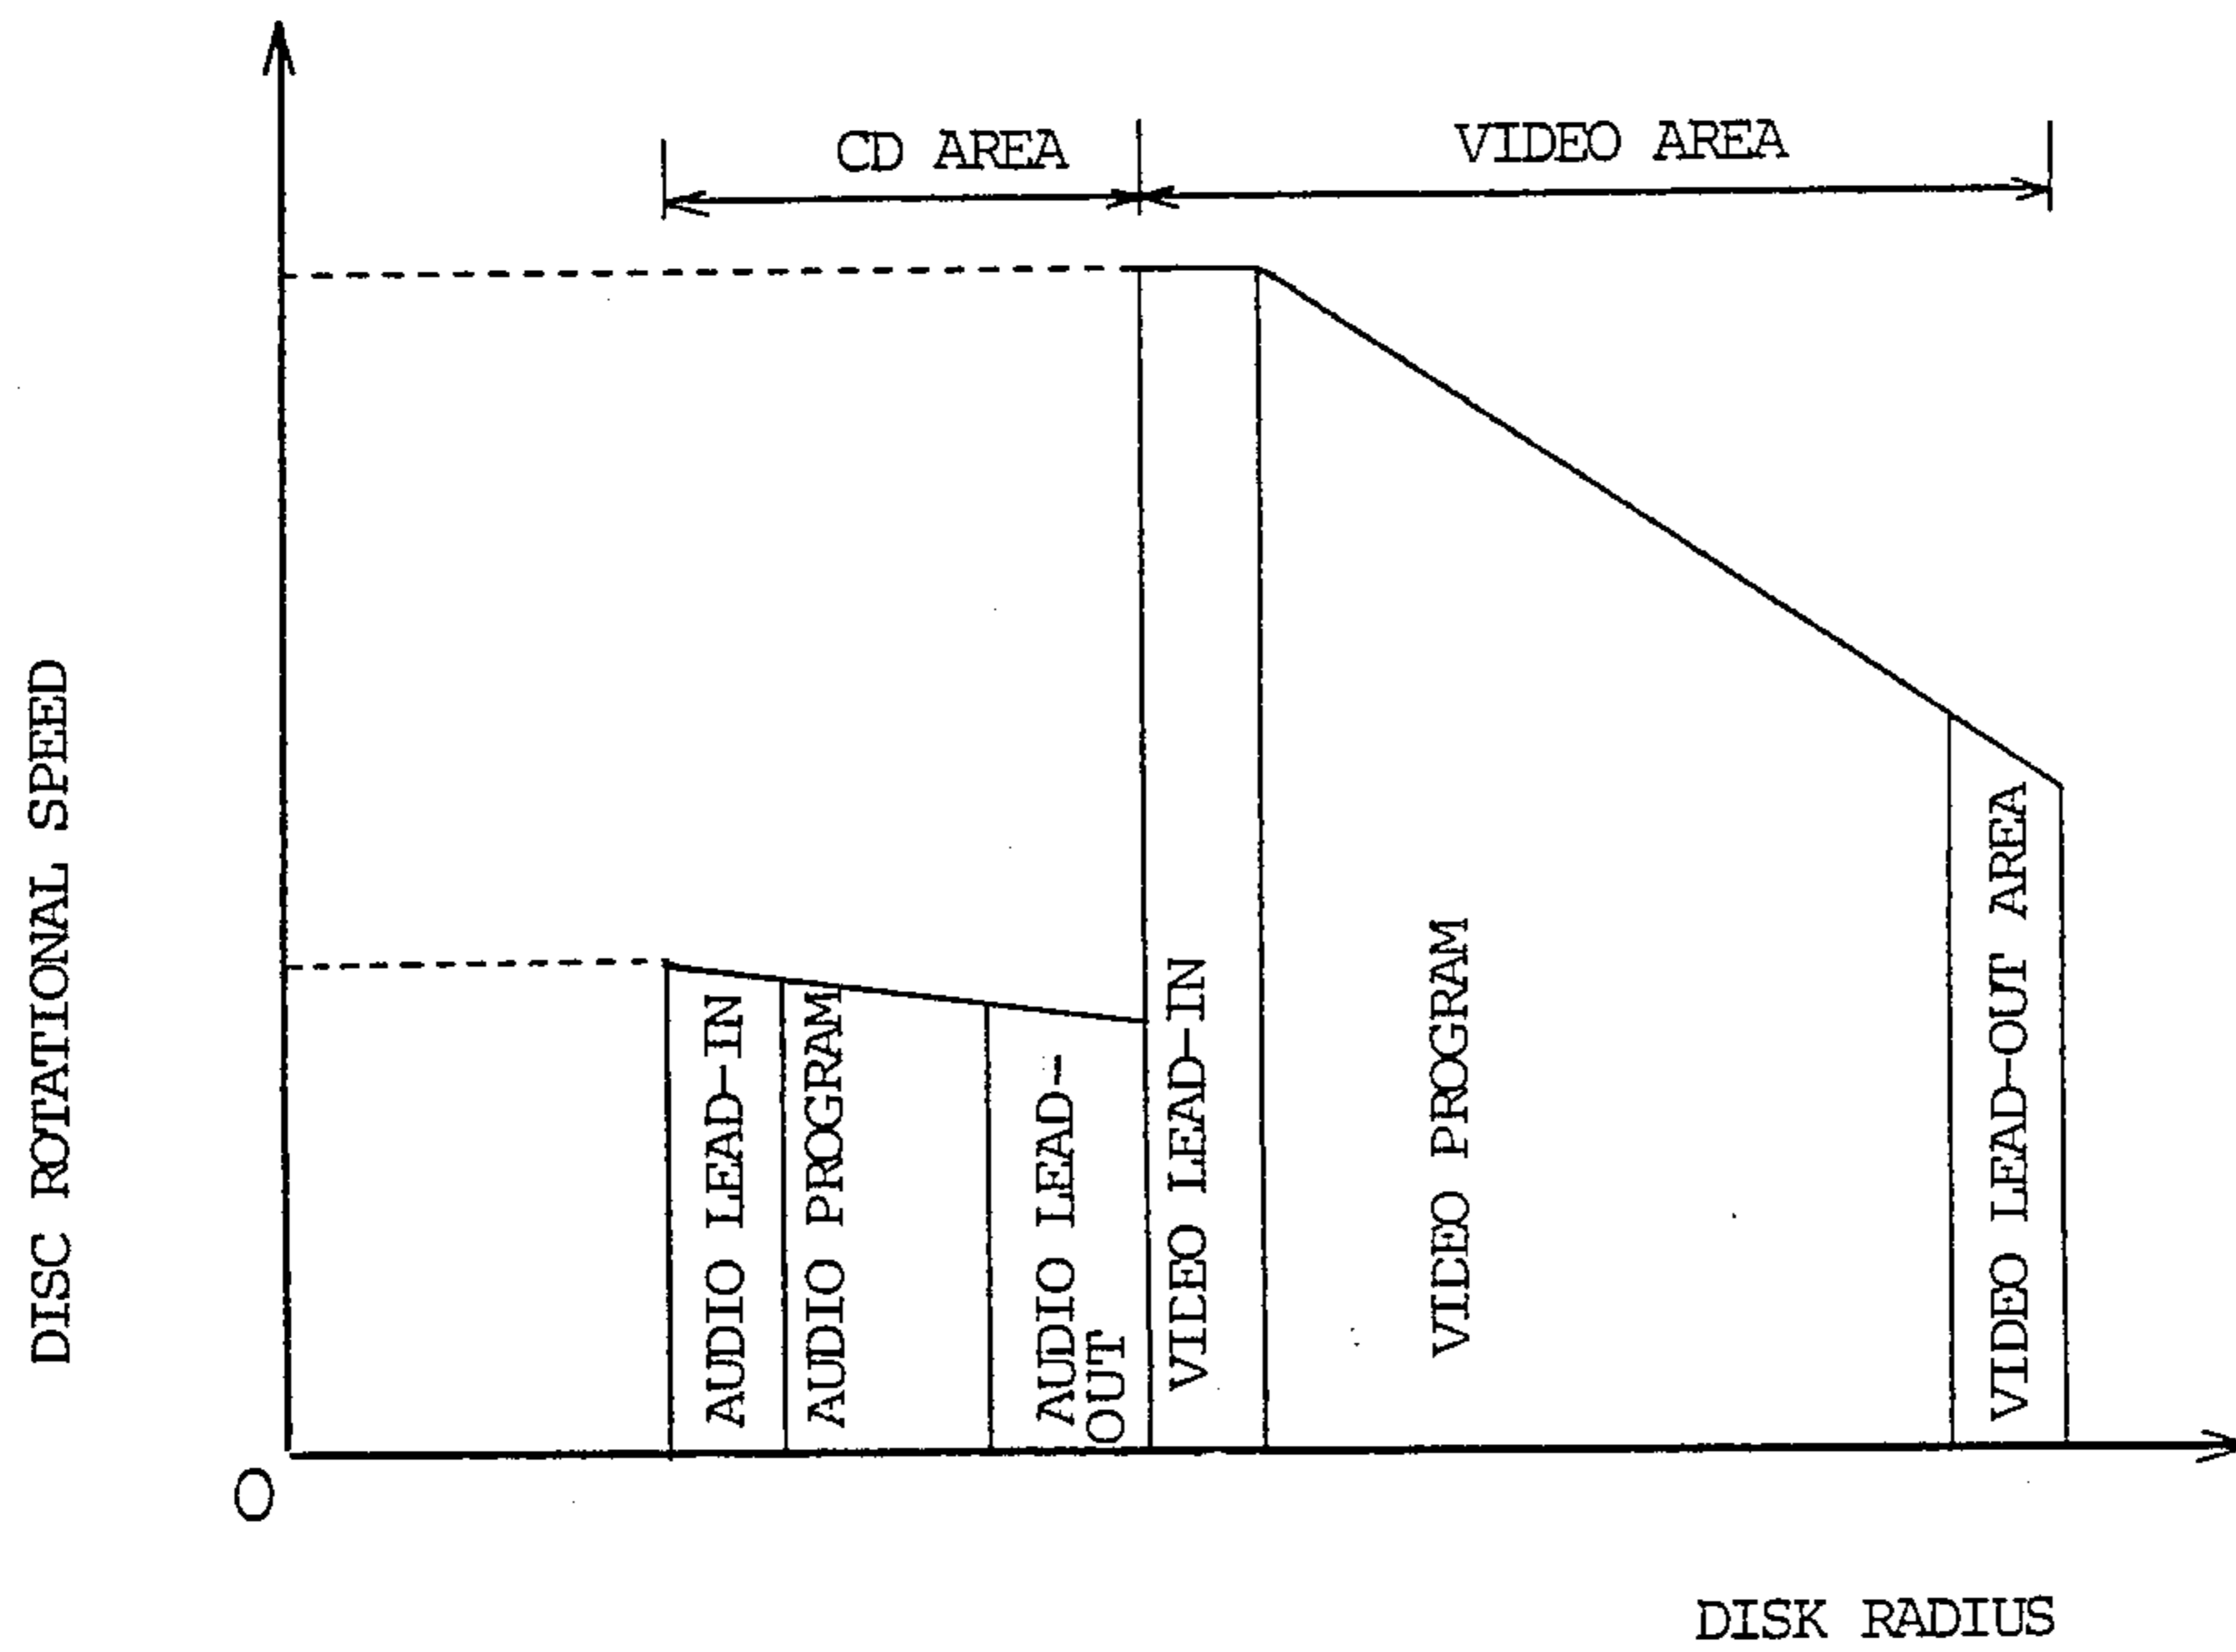 CD AREA
VIDEO AREA
DISC ROTATIONAL SPEED
AUDIO LEAD-IN
AUDIO PROGRAM
AUDIO LEAD-
OUT
VIDEO LEAD-IN
VIDEO PROGRAM
VIDEO LEAD-OUT AREA
O
DISK RADIUS